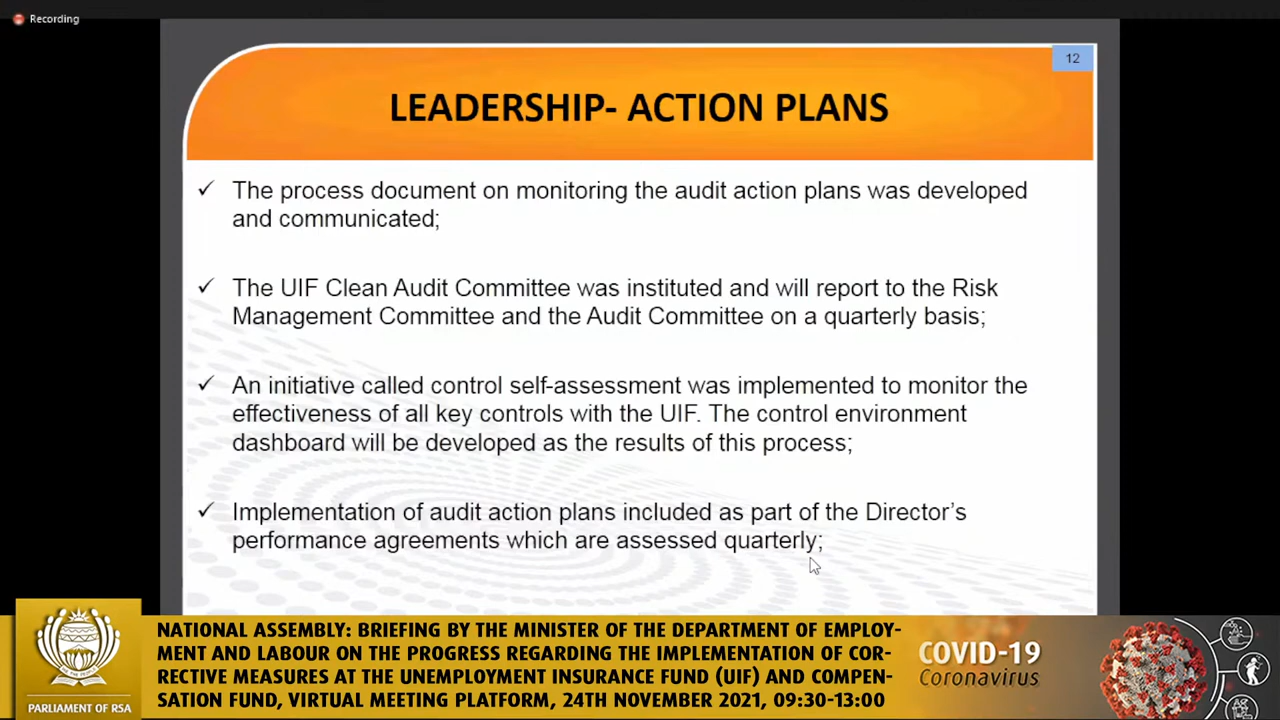 Recording
12
LEADERSHIP- ACTION PLANS
✓ The process document on monitoring the audit action plans was developed
and communicated;
✓ The UIF Clean Audit Committee was instituted and will report to the Risk
Management Committee and the Audit Committee on a quarterly basis;
✓ An initiative called control self-assessment was implemented to monitor the
effectiveness of all key controls with the UIF. The control environment
dashboard will be developed as the results of this process;
✓ Implementation of audit action plans included as part of the Director’s
performance agreements which are assessed quarterly;
NATIONAL ASSEMBLY: BRIEFING BY THE MINISTER OF THE DEPARTMENT OF EMPLOY-
MENT AND LABOUR ON THE PROGRESS REGARDING THE IMPLEMENTATION OF COR-
RECTIVE MEASURES AT THE UNEMPLOYMENT INSURANCE FUND (UIF) AND COMPEN-
SATION FUND, VIRTUAL MEETING PLATFORM, 24TH NOVEMBER 2021, 09:30-13:00
PARLIAMENT OF RSA
COVID-19
Coronavirus